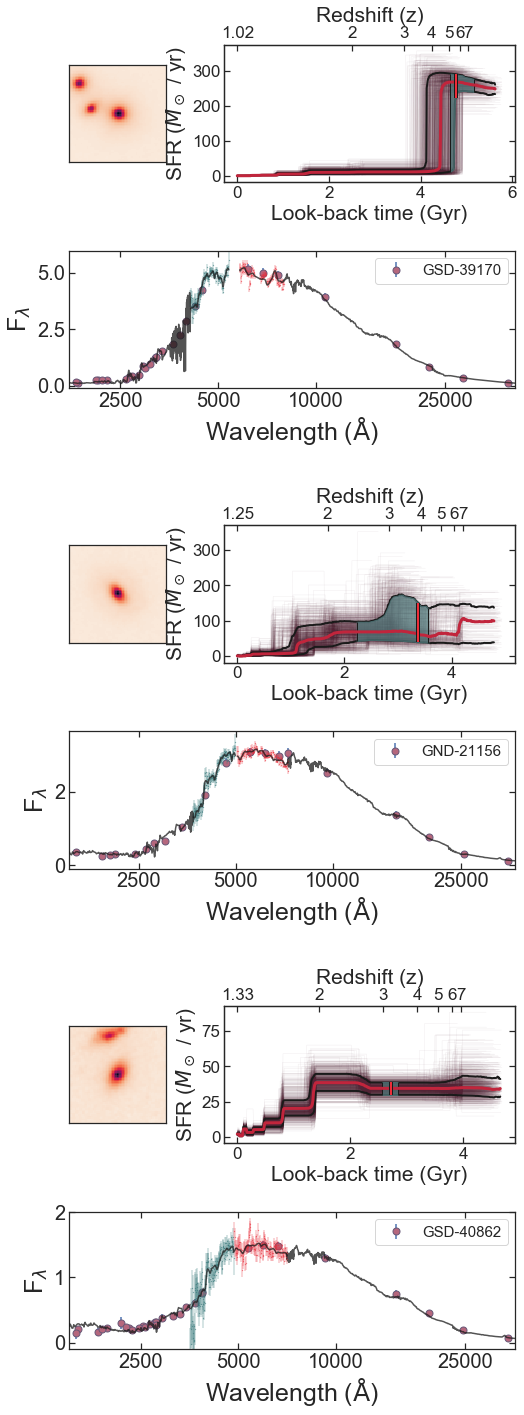 Redshift (z)
1.02 2 3 4 5 6 7
SFR (M⊙ / yr)
300
200
100
0
0 2 4 6
Look-back time (Gyr)
Fλ
5.0
2.5
0.0
GSD-39170
2500 5000 10000 25000
Wavelength (Å)
Redshift (z)
1.25 2 3 4 5 6 7
SFR (M⊙ / yr)
300
200
100
0
0 2 4
Look-back time (Gyr)
Fλ
2
0
GND-21156
2500 5000 10000 25000
Wavelength (Å)
Redshift (z)
1.33 2 3 4 5 6 7
SFR (M⊙ / yr)
75
50
25
0
0 2 4
Look-back time (Gyr)
Fλ
2
1
0
GSD-40862
2500 5000 10000 25000
Wavelength (Å)